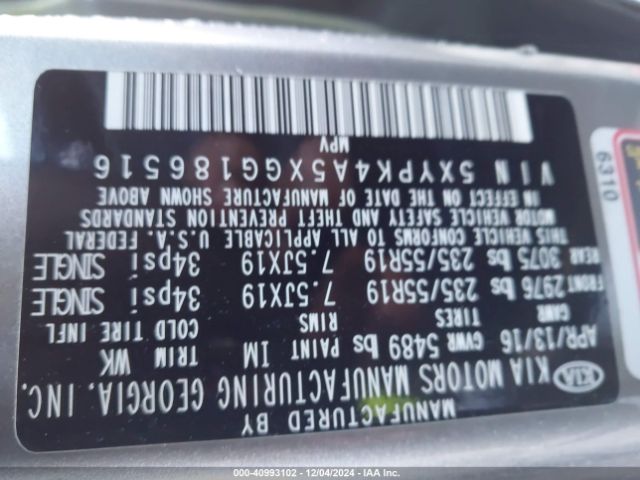 MANUFACTURED BY
KIA KIA MOTORS MANUFACTURING GEORGIA. INC.
APR/13/16 GVWR 5489 lbs PAINT 1M TRIM WK
GAWR TIRES RIMS COLD TIRE INFL
FRONT 2976 lbs 235/55R19 7.5JX19 34psi SINGLE
REAR 3075 lbs 235/55R19 7.5JX19 34psi SINGLE
THIS VEHICLE CONFORMS TO ALL APPLICABLE U.S.A. FEDERAL
MOTOR VEHICLE SAFETY AND THEFT PREVENTION STANDARDS
IN EFFECT ON THE DATE OF MANUFACTURE SHOWN ABOVE
VIN 5XYPK4A5XGG186516
MPV
6310
000-40993102 - 12/04/2024 - IAA Inc.